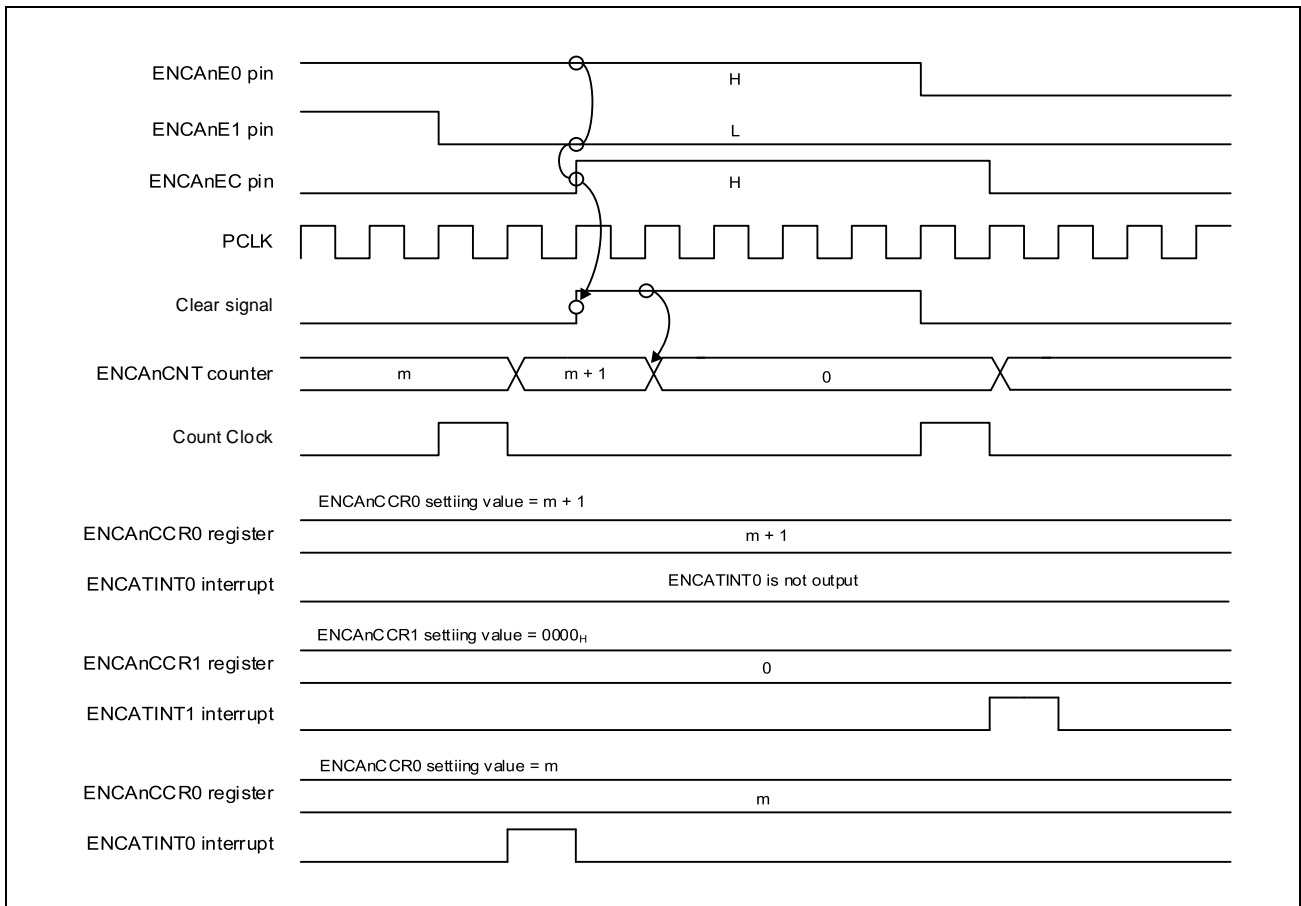 ENCAnE0 pin
H
ENCAnE1 pin
L
ENCAnEC pin
H
PCLK
Clear signal
ENCAnCNT counter
m
m + 1
0
Count Clock
ENCAnCCR0 settiing value = m + 1
ENCAnCCR0 register
m + 1
ENCATINT0 interrupt
ENCATINT0 is not output
ENCAnCCR1 settiing value = 0000H
ENCAnCCR1 register
0
ENCATINT1 interrupt
ENCAnCCR0 settiing value = m
ENCAnCCR0 register
m
ENCATINT0 interrupt